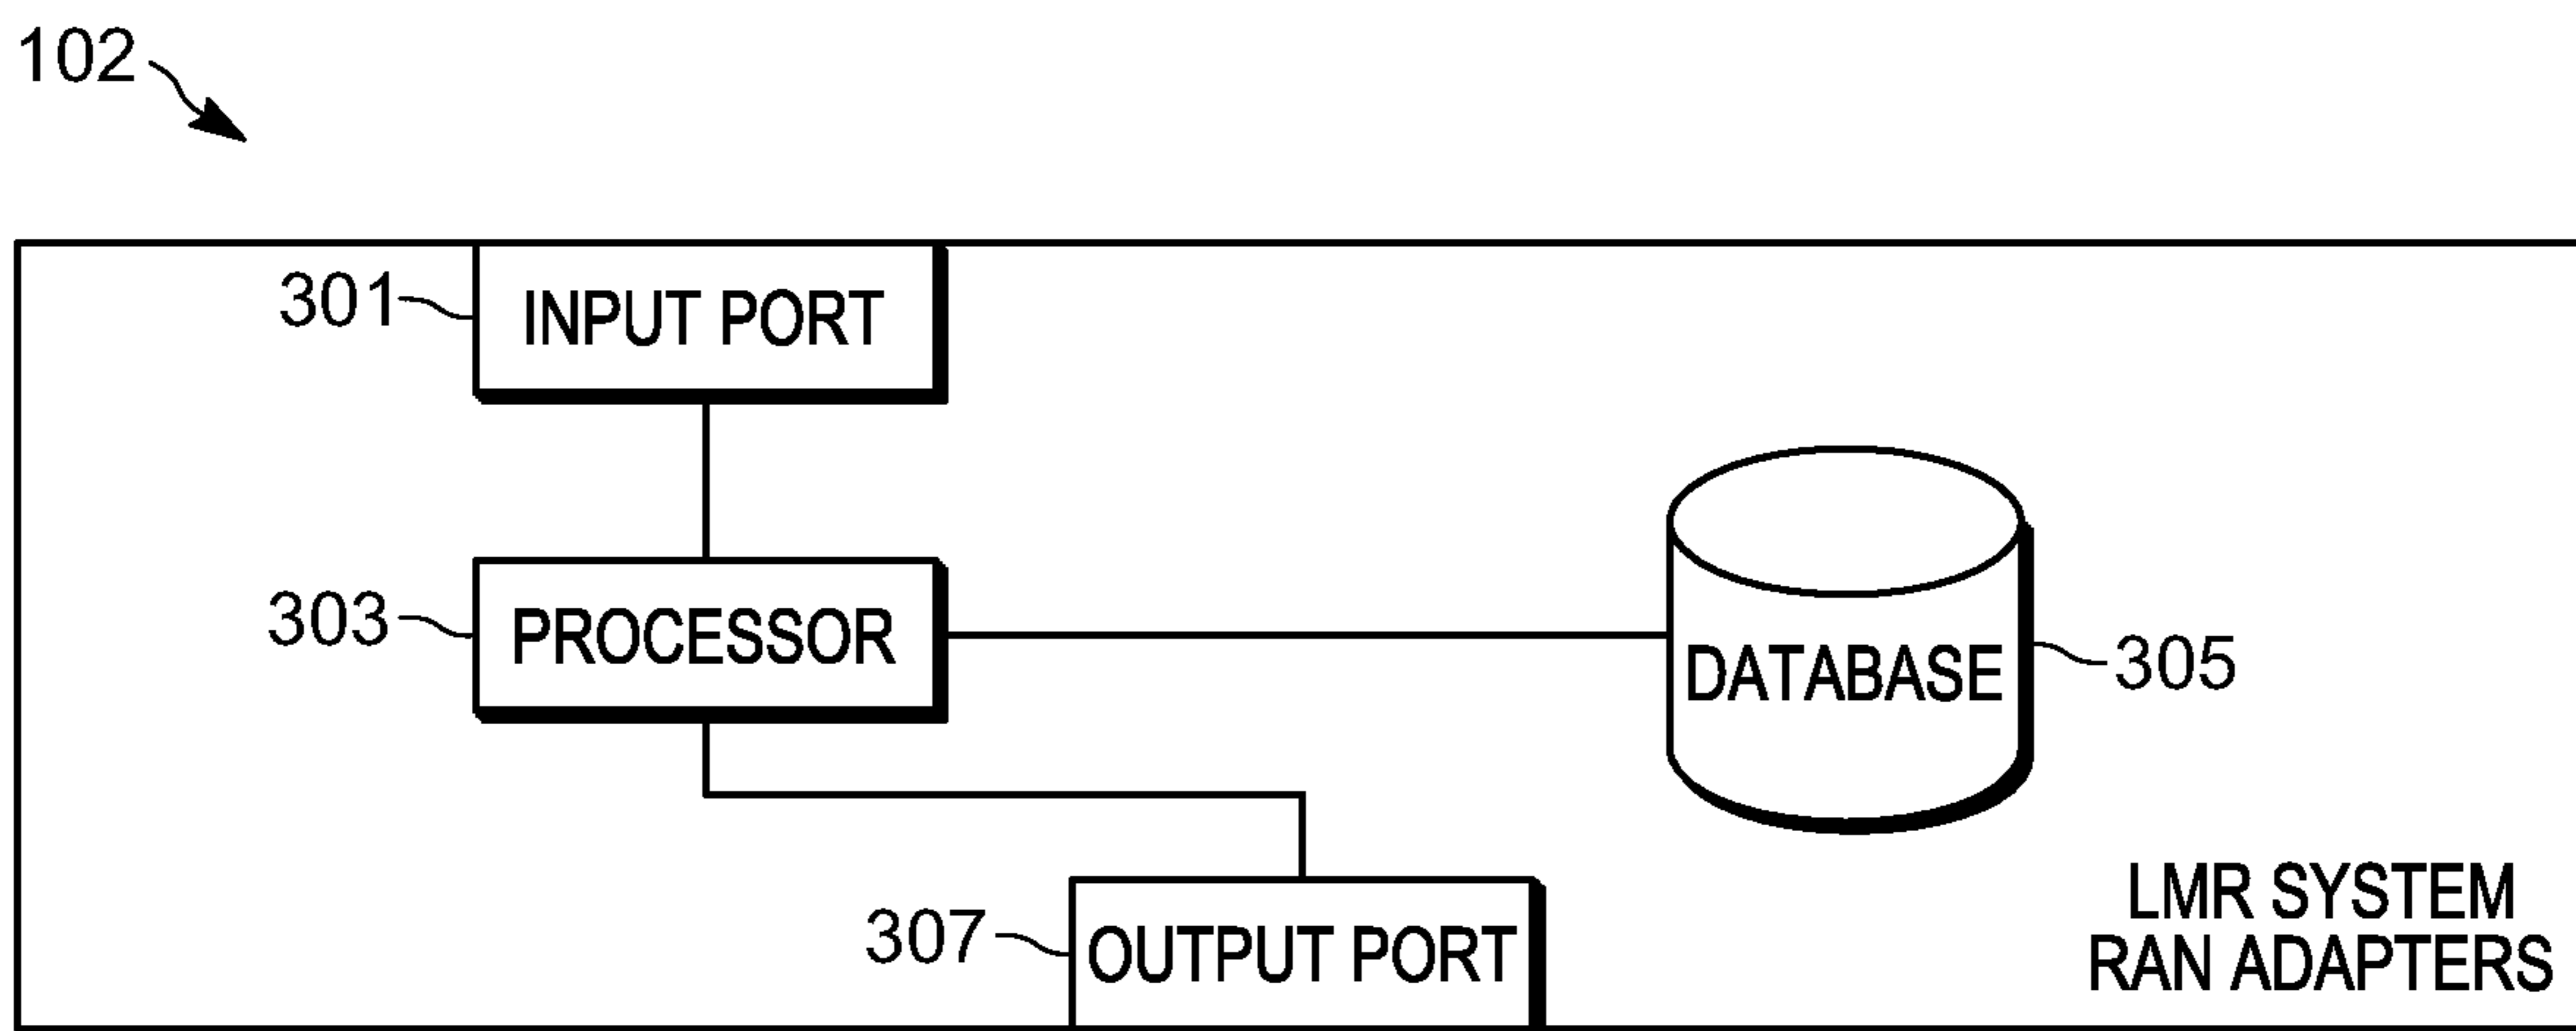 102
301
INPUT PORT
303
PROCESSOR
DATABASE
305
307
OUTPUT PORT
LMR SYSTEM
RAN ADAPTERS